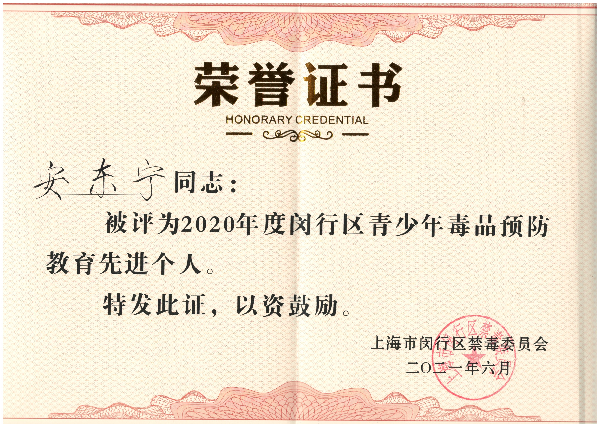 荣誉证书
HONORARY CREDENTIAL
安东宁同志：
被评为2020年度闵行区青少年毒品预防
教育先进个人。
特发此证，以资鼓励。
上海市闵行区禁毒委员会
二〇二一年六月